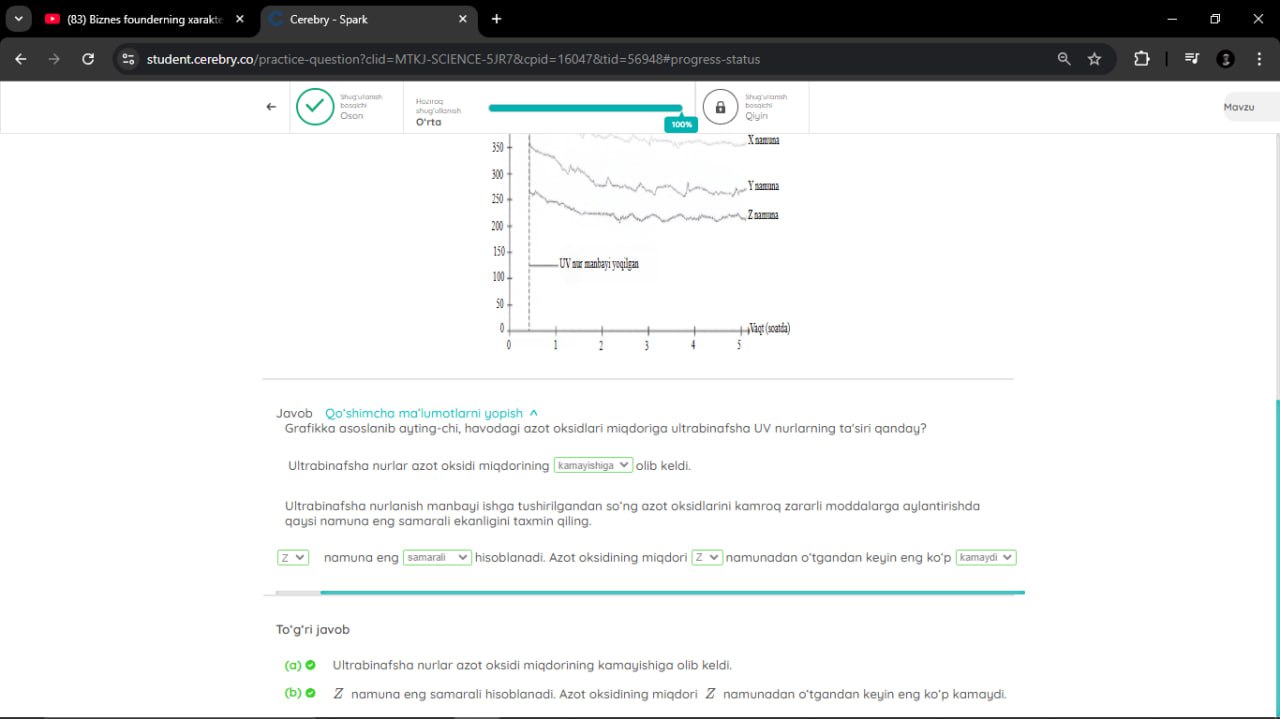 (83) Biznes founderning xarakte
Cerebry - Spark
student.cerebry.co/practice-question?clid=MTKJ-SCIENCE-5JR7&cpid=16047&tid=56948#progress-status
Shug'ullanish
bosqichi
Oson
Hozirog
shug'ullanish
O'rta
100%
Shug'ullanish
bosqichi
Qiyin
Mavzu
350
X namuna
300
Y namuna
250
Z namuna
200
150
UV nur manbayi yoqilgan
100
50
0
Vaqt (soatda)
0 1 2 3 4 5
Javob Qo'shimcha ma'lumotlarni yopish
Grafikka asoslanib ayting-chi, havodagi azot oksidlari miqdoriga ultrabinafsha UV nurlarning ta'siri qanday?
Ultrabinafsha nurlar azot oksidi miqdorining kamayishiga olib keldi.
Ultrabinafsha nurlanish manbayi ishga tushirilgandan so'ng azot oksidlarini kamroq zararli moddalarga aylantirishda
qaysi namuna eng samarali ekanligini taxmin qiling.
Z namuna eng samarali hisoblanadi. Azot oksidining miqdori Z namunadan o'tgandan keyin eng ko'p kamaydi
To'g'ri javob
(a) Ultrabinafsha nurlar azot oksidi miqdorining kamayishiga olib keldi.
(b) Z namuna eng samarali hisoblanadi. Azot oksidining miqdori Z namunadan o'tgandan keyin eng ko'p kamaydi.